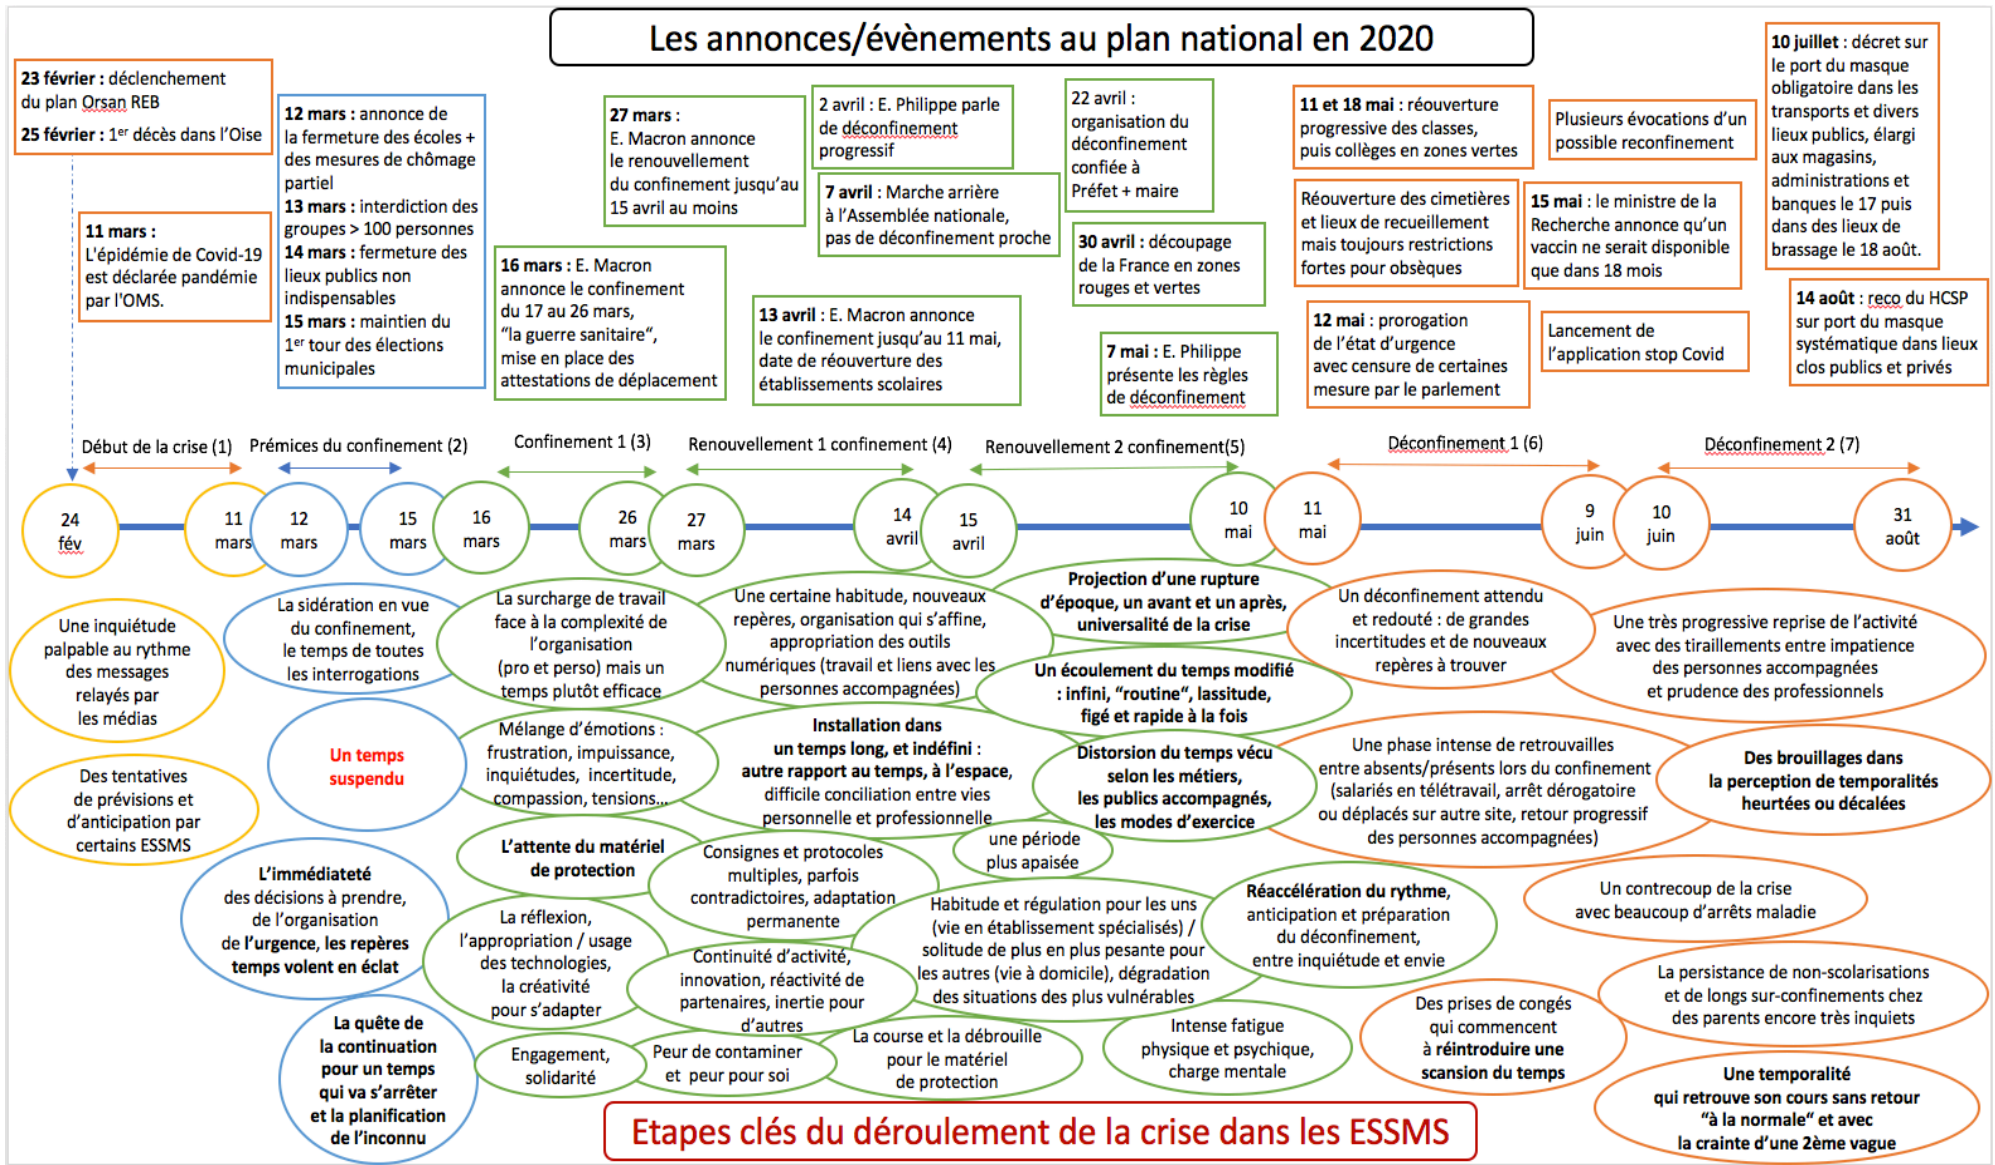 Les annonces/évènements au plan national en 2020
23 février : déclenchement
du plan Orsan REB
25 février : 1er décès dans l'Oise
11 mars :
L'épidémie de Covid-19
est déclarée pandémie
par l'OMS.
12 mars : annonce de
la fermeture des écoles +
des mesures de chômage
partiel
13 mars : interdiction des
groupes > 100 personnes
14 mars : fermeture des
lieux publics non
indispensables
15 mars : maintien du
1er tour des élections
municipales
16 mars : E. Macron
annonce le confinement
du 17 au 26 mars,
"la guerre sanitaire",
mise en place des
attestations de déplacement
27 mars :
E. Macron annonce
le renouvellement
du confinement jusqu'au
15 avril au moins
2 avril : E. Philippe parle
de déconfinement
progressif
7 avril : Marche arrière
à l'Assemblée nationale,
pas de déconfinement proche
13 avril : E. Macron annonce
le confinement jusqu'au 11 mai,
date de réouverture des
établissements scolaires
22 avril :
organisation du
déconfinement
confiée à
Préfet + maire
30 avril : découpage
de la France en zones
rouges et vertes
7 mai : E. Philippe
présente les règles
de déconfinement
11 et 18 mai : réouverture
progressive des classes,
puis collèges en zones vertes
Réouverture des cimetières
et lieux de recueillement
mais toujours restrictions
fortes pour obsèques
12 mai : prorogation
de l'état d'urgence
avec censure de certaines
mesure par le parlement
Plusieurs évocations d'un
possible reconfinement
15 mai : le ministre de la
Recherche annonce qu'un
vaccin ne serait disponible
que dans 18 mois
Lancement de
l'application stop Covid
10 juillet : décret sur
le port du masque
obligatoire dans les
transports et divers
lieux publics, élargi
aux magasins,
administrations et
banques le 17 puis
dans des lieux de
brassage le 18 août.
14 août : reco du HCSP
sur port du masque
systématique dans lieux
clos publics et privés
Début de la crise (1)
Prémices du confinement (2)
Confinement 1 (3)
Renouvellement 1 confinement (4)
Renouvellement 2 confinement(5)
Déconfinement 1 (6)
Déconfinement 2 (7)
24
fév
11
mars
12
mars
15
mars
16
mars
26
mars
27
mars
14
avril
15
avril
10
mai
11
mai
9
juin
10
juin
31
août
Une inquiétude
palpable au rythme
des messages
relayés par
les médias
Des tentatives
de prévisions et
d'anticipation par
certains ESSMS
La sidération en vue
du confinement,
le temps de toutes
les interrogations
Un temps
suspendu
L'immédiateté
des décisions à prendre,
de l'organisation
de l'urgence, les repères
temps volent en éclat
La quête de
la continuation
pour un temps
qui va s'arrêter
et la planification
de l'inconnu
La surcharge de travail
face à la complexité de
l'organisation
(pro et perso) mais un
temps plutôt efficace
Mélange d'émotions :
frustration, impuissance,
inquiétudes, incertitude,
compassion, tensions...
L'attente du matériel
de protection
La réflexion,
l'appropriation / usage
des technologies,
la créativité
pour s'adapter
Engagement,
solidarité
Une certaine habitude, nouveaux
repères, organisation qui s'affine,
appropriation des outils
numériques (travail et liens avec les
personnes accompagnées)
Installation dans
un temps long, et indéfini :
autre rapport au temps, à l'espace,
difficile conciliation entre vies
personnelle et professionnelle
Consignes et protocoles
multiples, parfois
contradictoires, adaptation
permanente
Continuité d'activité,
innovation, réactivité de
partenaires, inertie pour
d'autres
Peur de contaminer
et peur pour soi
Projection d'une rupture
d'époque, un avant et un après,
universalité de la crise
Un écoulement du temps modifié
: infini, "routine", lassitude,
figé et rapide à la fois
Distorsion du temps vécu
selon les métiers,
les publics accompagnés,
les modes d'exercice
une période
plus apaisée
Habitude et régulation pour les uns
(vie en établissement spécialisés) /
solitude de plus en plus pesante pour
les autres (vie à domicile), dégradation
des situations des plus vulnérables
La course et la débrouille
pour le matériel
de protection
Réaccélération du rythme,
anticipation et préparation
du déconfinement,
entre inquiétude et envie
Intense fatigue
physique et psychique,
charge mentale
Un déconfinement attendu
et redouté : de grandes
incertitudes et de nouveaux
repères à trouver
Une phase intense de retrouvailles
entre absents/présents lors du confinement
(salariés en télétravail, arrêt dérogatoire
ou déplacés sur autre site, retour progressif
des personnes accompagnées)
Des prises de congés
qui commencent
à réintroduire une
scansion du temps
Une très progressive reprise de l'activité
avec des tiraillements entre impatience
des personnes accompagnées
et prudence des professionnels
Des brouillages dans
la perception de temporalités
heurtées ou décalées
Un contrecoup de la crise
avec beaucoup d'arrêts maladie
La persistance de non-scolarisations
et de longs sur-confinements chez
des parents encore très inquiets
Une temporalité
qui retrouve son cours sans retour
"à la normale" et avec
la crainte d'une 2ème vague
Etapes clés du déroulement de la crise dans les ESSMS